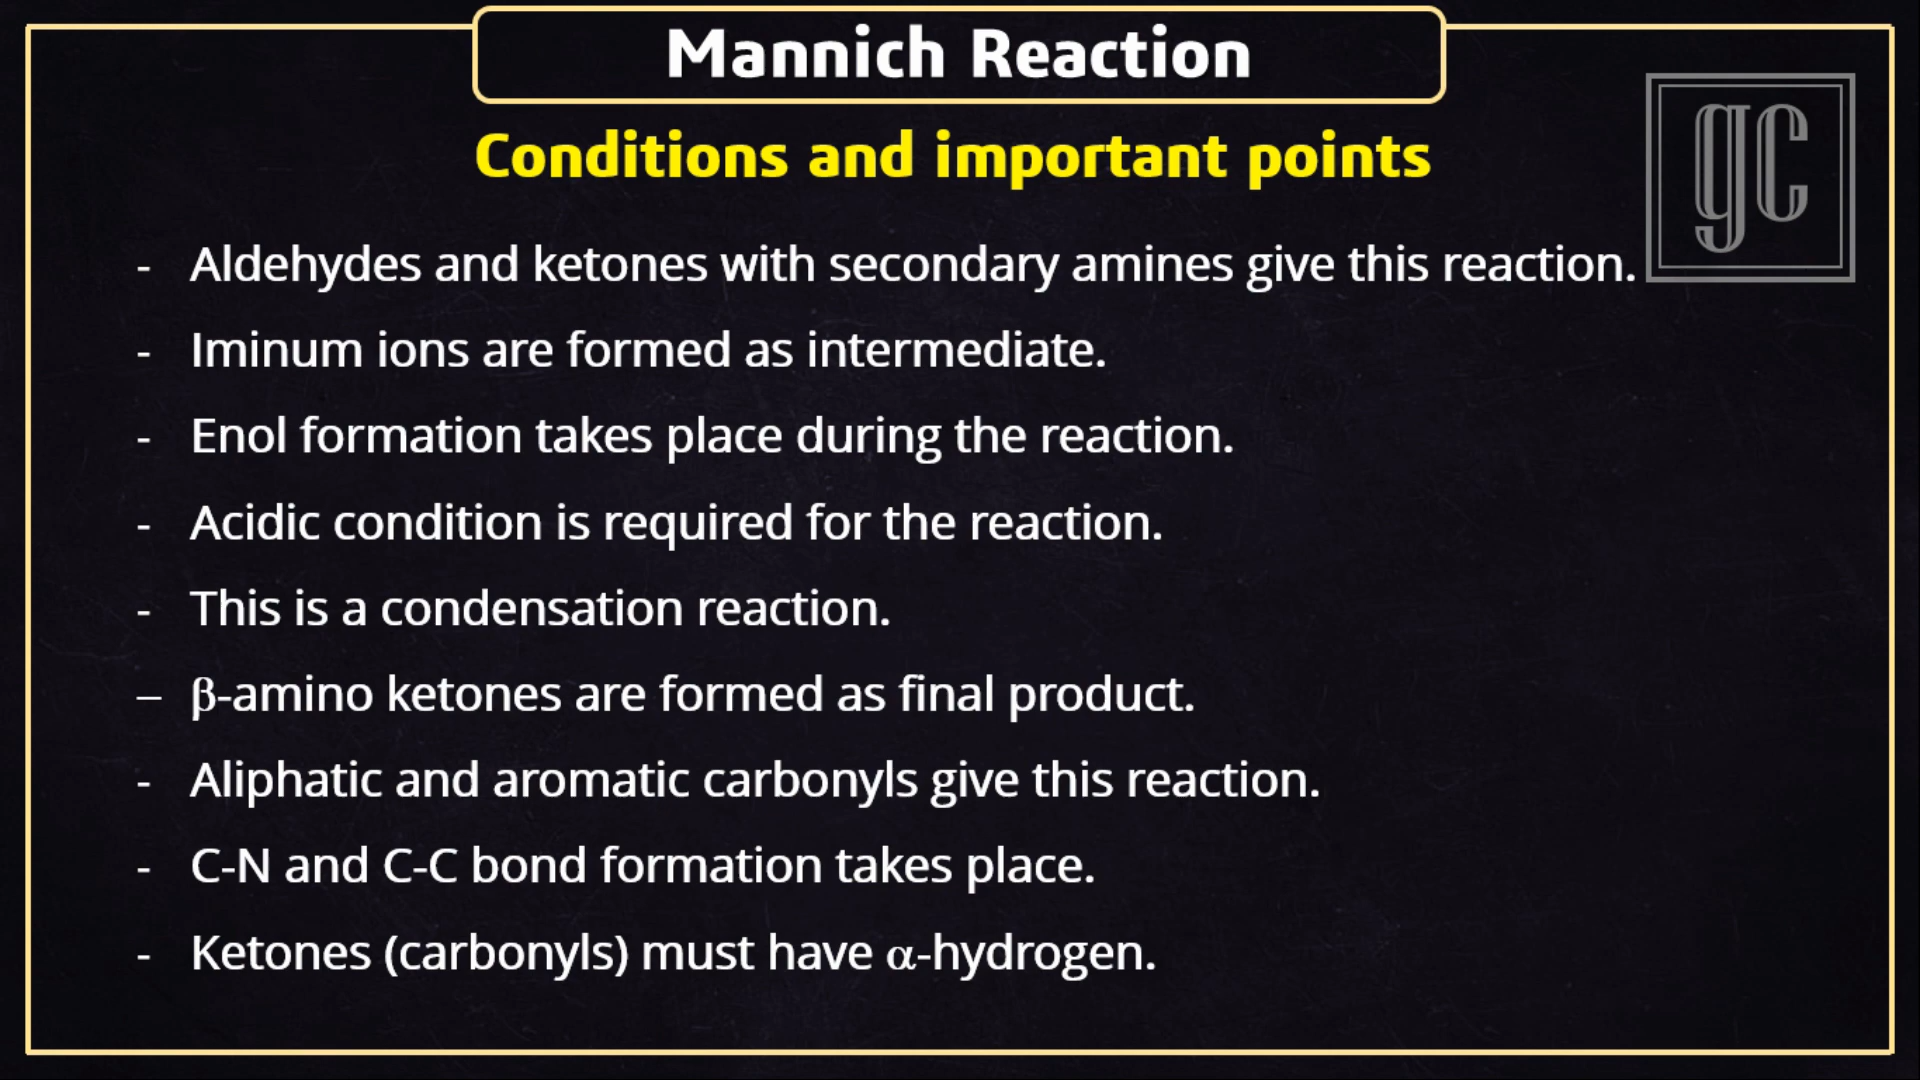 Mannich Reaction
gc
Conditions and important points
- Aldehydes and ketones with secondary amines give this reaction.
- Iminum ions are formed as intermediate.
- Enol formation takes place during the reaction.
- Acidic condition is required for the reaction.
- This is a condensation reaction.
– β-amino ketones are formed as final product.
- Aliphatic and aromatic carbonyls give this reaction.
- C-N and C-C bond formation takes place.
- Ketones (carbonyls) must have α-hydrogen.